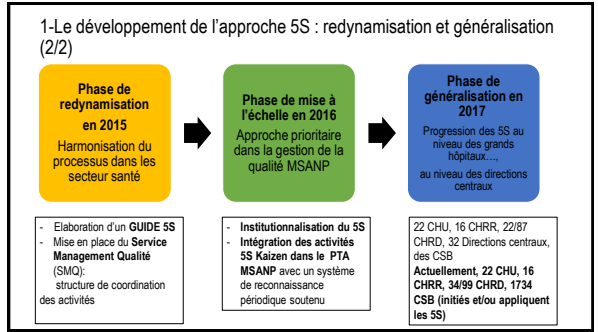 1-Le développement de l'approche 5S : redynamisation et généralisation
(2/2)
Phase de
redynamisation
en 2015
Harmonisation du
processus dans les
secteur santé
Phase de mise à
l'échelle en 2016
Approche prioritaire
dans la gestion de la
qualité MSANP
Phase de
généralisation en
2017
Progression des 5S au
niveau des grands
hôpitaux…,
au niveau des directions
centraux
- Elaboration d'un GUIDE 5S
- Mise en place du Service
Management Qualité
(SMQ):
structure de coordination
des activités
- Institutionnalisation du 5S
- Intégration des activités
5S Kaizen dans le PTA
MSANP avec un système
de reconnaissance
périodique soutenu
22 CHU, 16 CHRR, 22/87
CHRD, 32 Directions centraux,
des CSB
Actuellement, 22 CHU, 16
CHRR, 34/99 CHRD, 1734
CSB (initiés et/ou appliquent
les 5S)